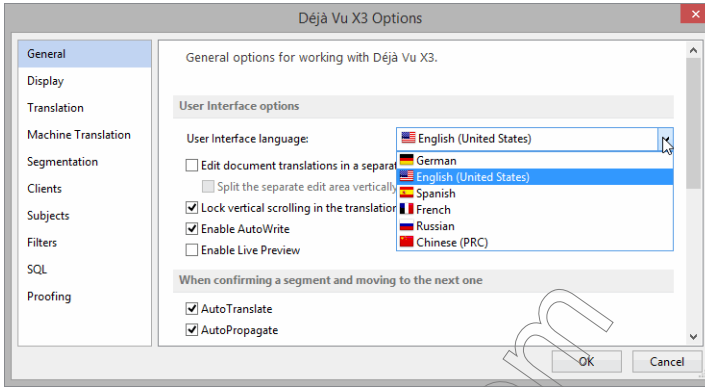 Déjà Vu X3 Options
General
Display
Translation
Machine Translation
Segmentation
Clients
Subjects
Filters
SQL
Proofing
General options for working with Déjà Vu X3.
User Interface options
User Interface language:
English (United States)
German
English (United States)
Spanish
French
Russian
Chinese (PRC)
Edit document translations in a
Split the separate edit area vertically
Lock vertical scrolling in the
Enable AutoWrite
Enable Live Preview
When confirming a segment and moving to the next one
AutoTranslate
AutoPropagate
OK
Cancel